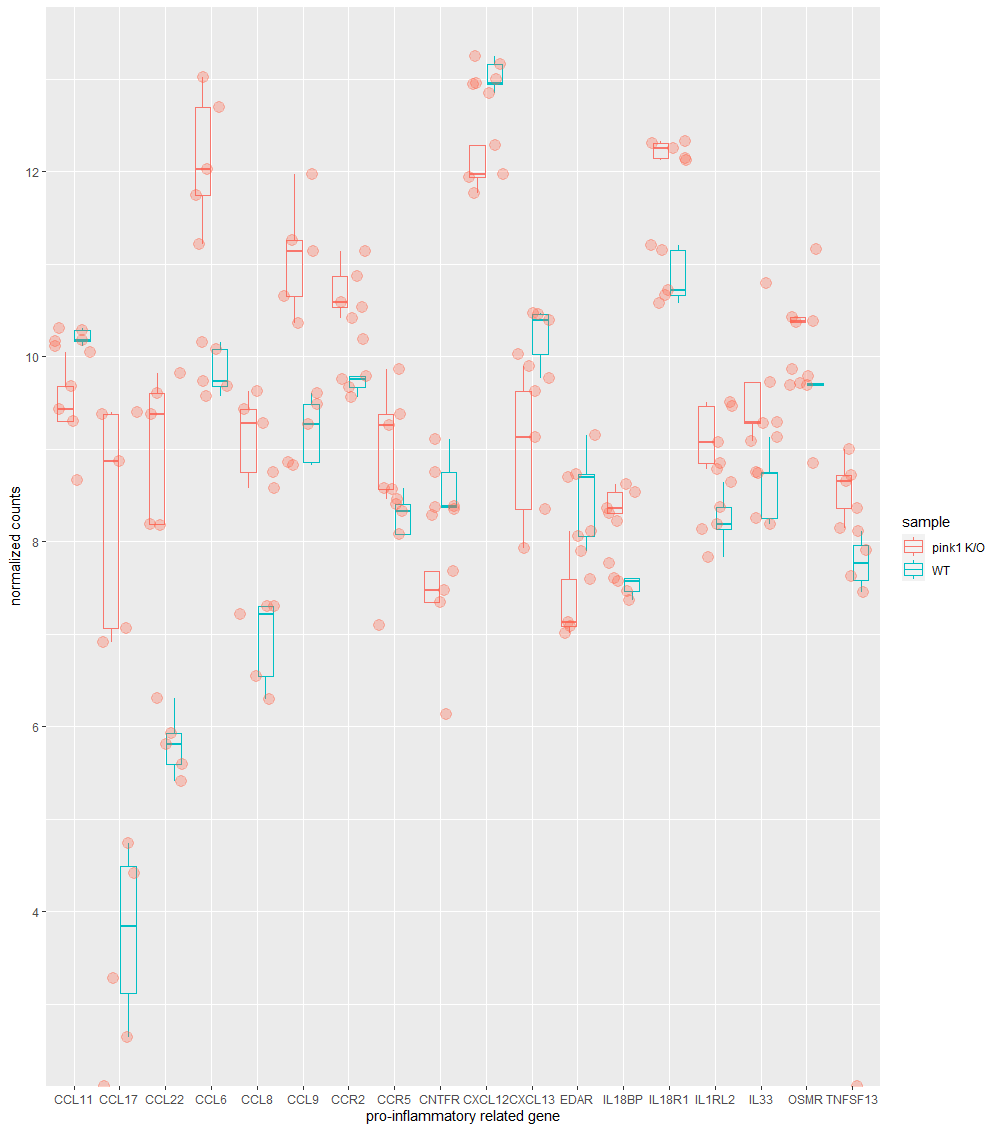 12
10
8
6
4
normalized counts
CCL11 CCL17 CCL22 CCL6 CCL8 CCL9 CCR2 CCR5 CNTFR CXCL12 CXCL13 EDAR IL18BP IL18R1 IL1RL2 IL33 OSMR TNFSF13
pro-inflammatory related gene
sample
pink1 K/O
WT